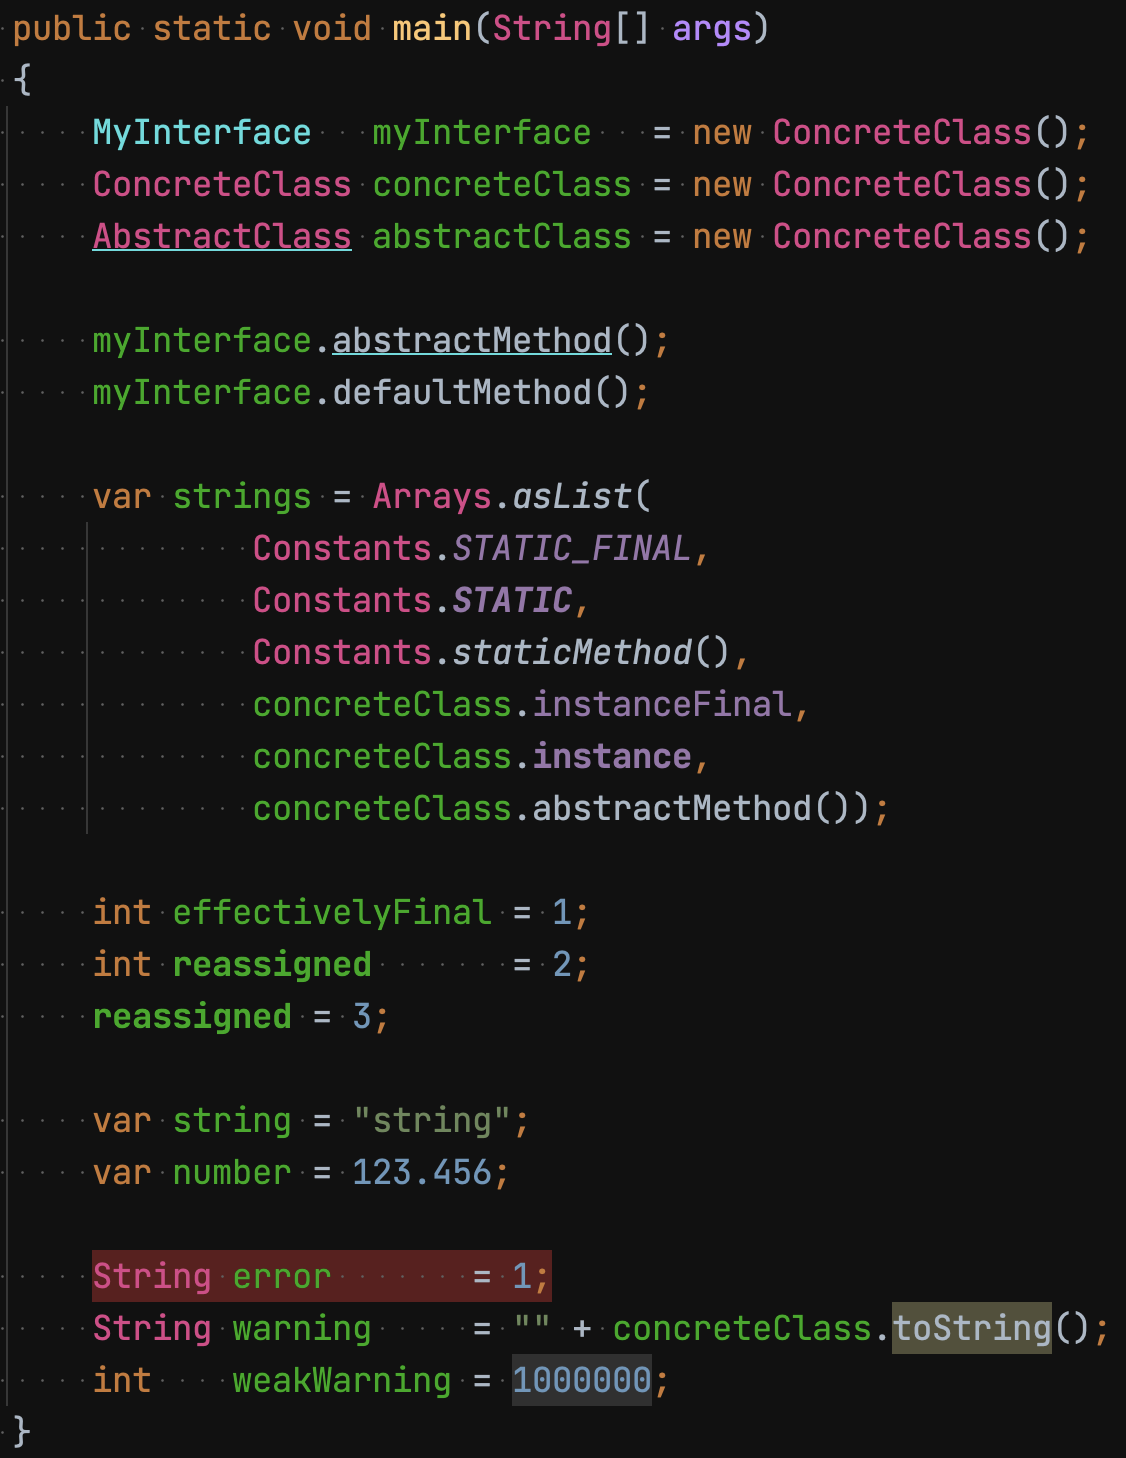 public static void main(String[] args)
{
    MyInterface   myInterface   = new ConcreteClass();
    ConcreteClass concreteClass = new ConcreteClass();
    AbstractClass abstractClass = new ConcreteClass();

    myInterface.abstractMethod();
    myInterface.defaultMethod();

    var strings = Arrays.asList(
            Constants.STATIC_FINAL,
            Constants.STATIC,
            Constants.staticMethod(),
            concreteClass.instanceFinal,
            concreteClass.instance,
            concreteClass.abstractMethod());

    int effectivelyFinal = 1;
    int reassigned       = 2;
    reassigned = 3;

    var string = "string";
    var number = 123.456;

    String error       = 1;
    String warning     = "" + concreteClass.toString();
    int    weakWarning = 1000000;
}